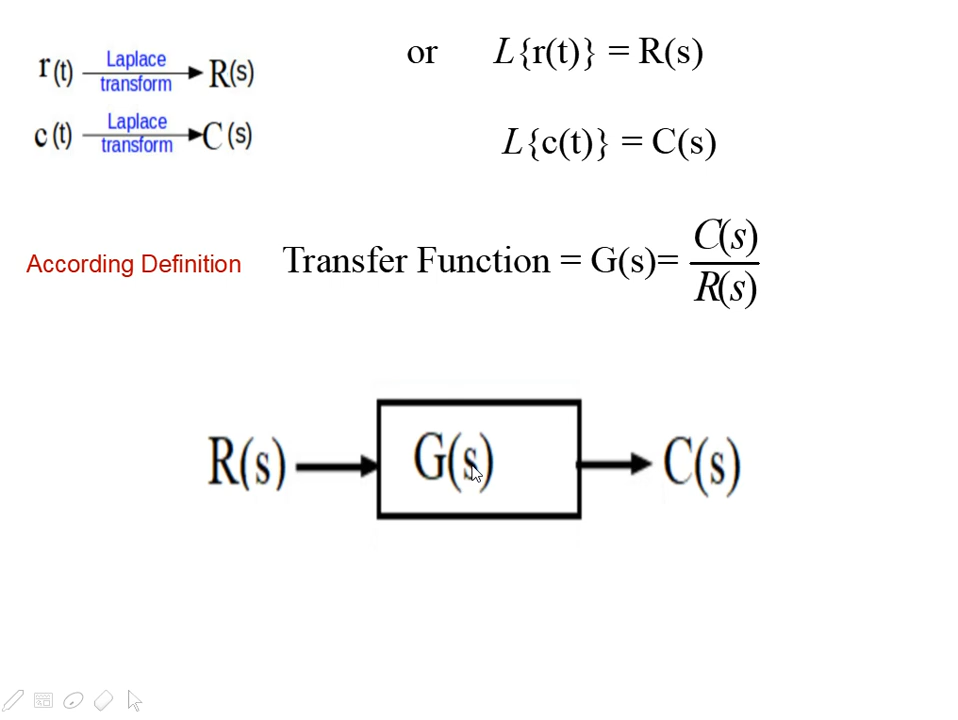 r(t) Laplace transform R(s)
or L{r(t)} = R(s)
c(t) Laplace transform C(s)
L{c(t)} = C(s)
According Definition Transfer Function = G(s)= C(s) / R(s)
R(s) G(s) C(s)